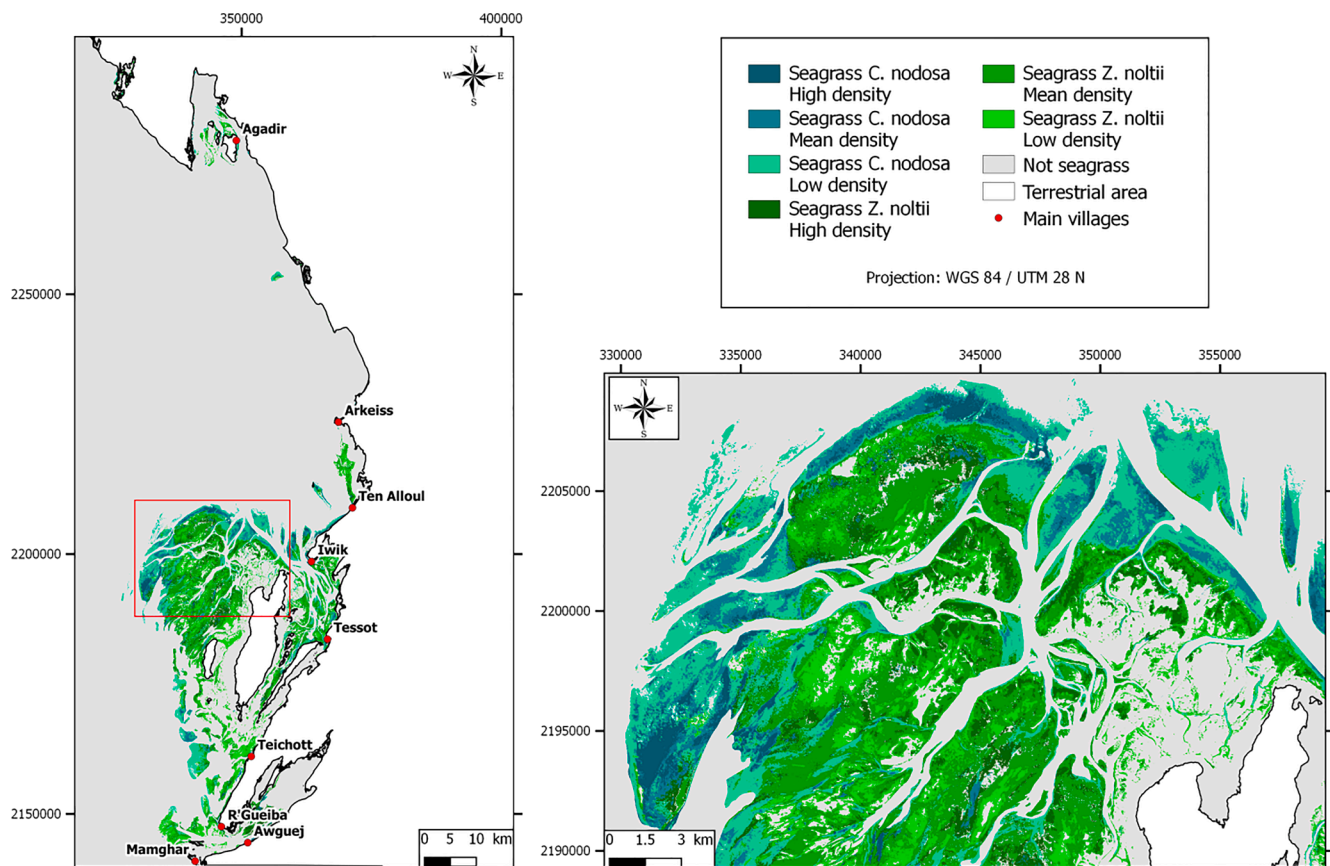 350000
400000
N
W
E
S
Agadir
2250000
Arkeiss
Ten Alloul
2200000
Iwik
Tessot
Teichott
2150000
R'Gueiba
Awguej
Mamghar
0 5 10 km
Seagrass C. nodosa
High density
Seagrass C. nodosa
Mean density
Seagrass C. nodosa
Low density
Seagrass Z. noltii
High density
Seagrass Z. noltii
Mean density
Seagrass Z. noltii
Low density
Not seagrass
Terrestrial area
Main villages
Projection: WGS 84 / UTM 28 N
330000
335000
340000
345000
350000
355000
N
W
E
S
2205000
2200000
2195000
2190000
0 1.5 3 km